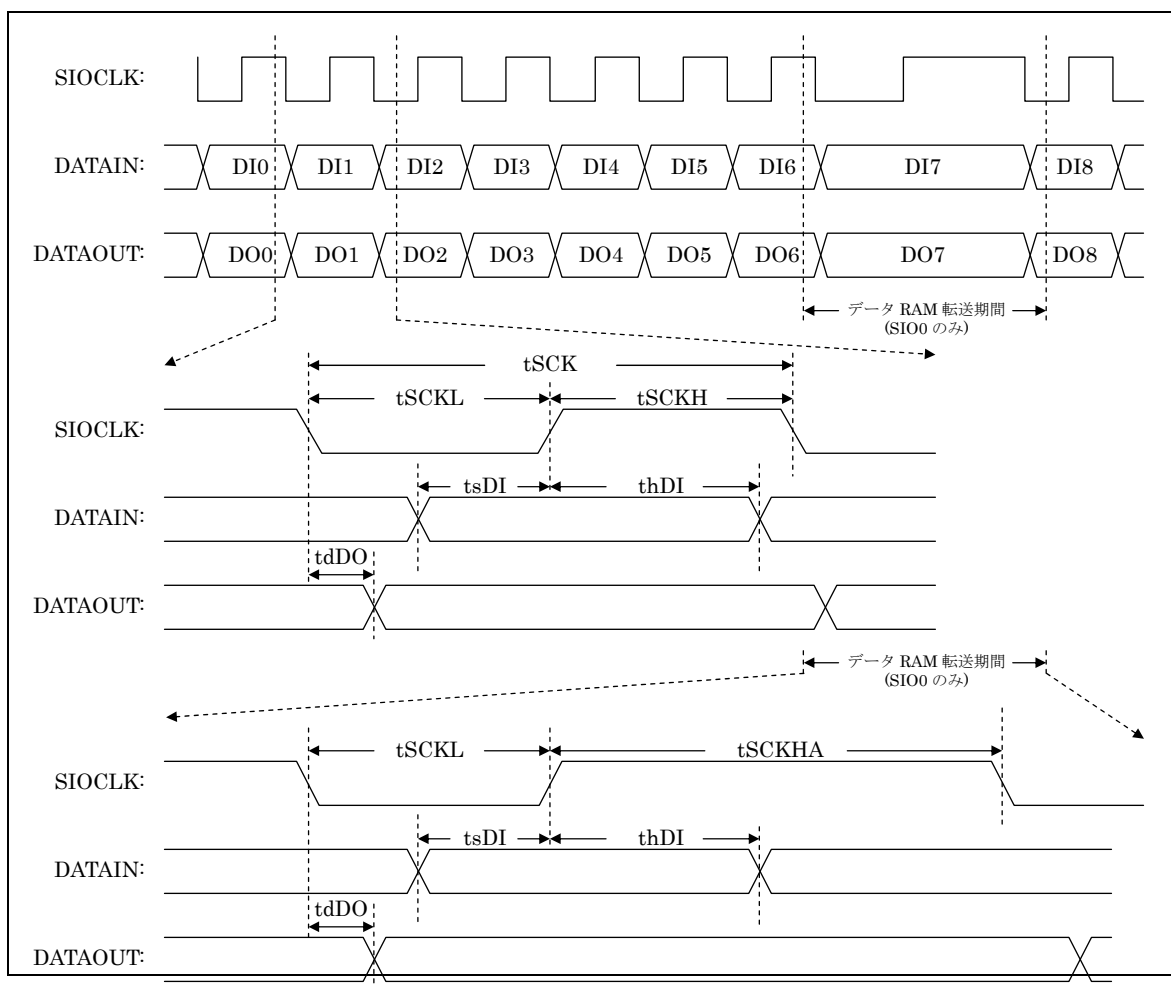 SIOCLK:
DATAIN: DI0 DI1 DI2 DI3 DI4 DI5 DI6 DI7 DI8
DATAOUT: DO0 DO1 DO2 DO3 DO4 DO5 DO6 DO7 DO8
データ RAM 転送期間
(SIO0 のみ)
tSCK
tSCKL tSCKH
SIOCLK:
tsDI thDI
DATAIN:
tdDO
DATAOUT:
データ RAM 転送期間
(SIO0 のみ)
tSCKL tSCKHA
SIOCLK:
tsDI thDI
DATAIN:
tdDO
DATAOUT: